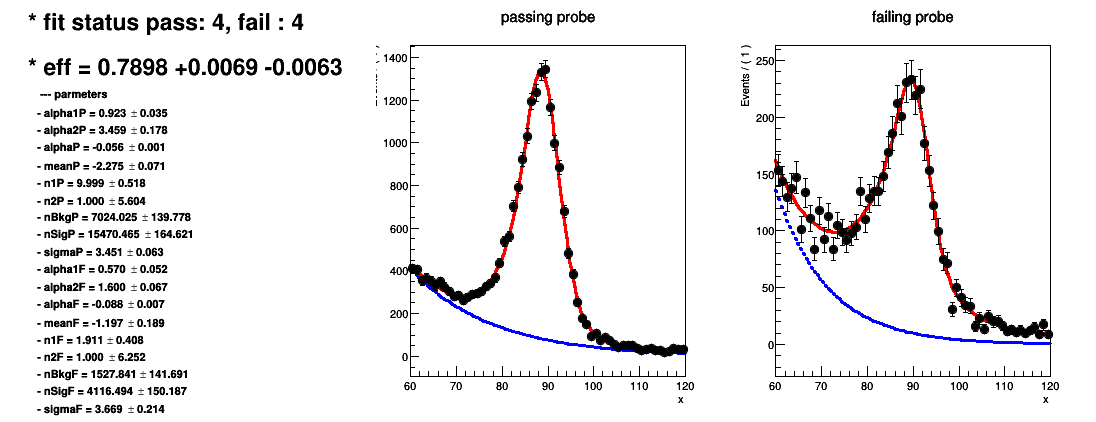 * fit status pass: 4, fail : 4
* eff = 0.7898 +0.0069 -0.0063
--- parmeters
- alpha1P = 0.923 ± 0.035
- alpha2P = 3.459 ± 0.178
- alphaP = -0.056 ± 0.001
- meanP = -2.275 ± 0.071
- n1P = 9.999 ± 0.518
- n2P = 1.000 ± 5.604
- nBkgP = 7024.025 ± 139.778
- nSigP = 15470.465 ± 164.621
- sigmaP = 3.451 ± 0.063
- alpha1F = 0.570 ± 0.052
- alpha2F = 1.600 ± 0.067
- alphaF = -0.088 ± 0.007
- meanF = -1.197 ± 0.189
- n1F = 1.911 ± 0.408
- n2F = 1.000 ± 6.252
- nBkgF = 1527.841 ± 141.691
- nSigF = 4116.494 ± 150.187
- sigmaF = 3.669 ± 0.214
passing probe
1400
1200
1000
800
600
400
200
0
60 70 80 90 100 110 120
x
failing probe
Events / ( 1 )
250
200
150
100
50
0
60 70 80 90 100 110 120
x